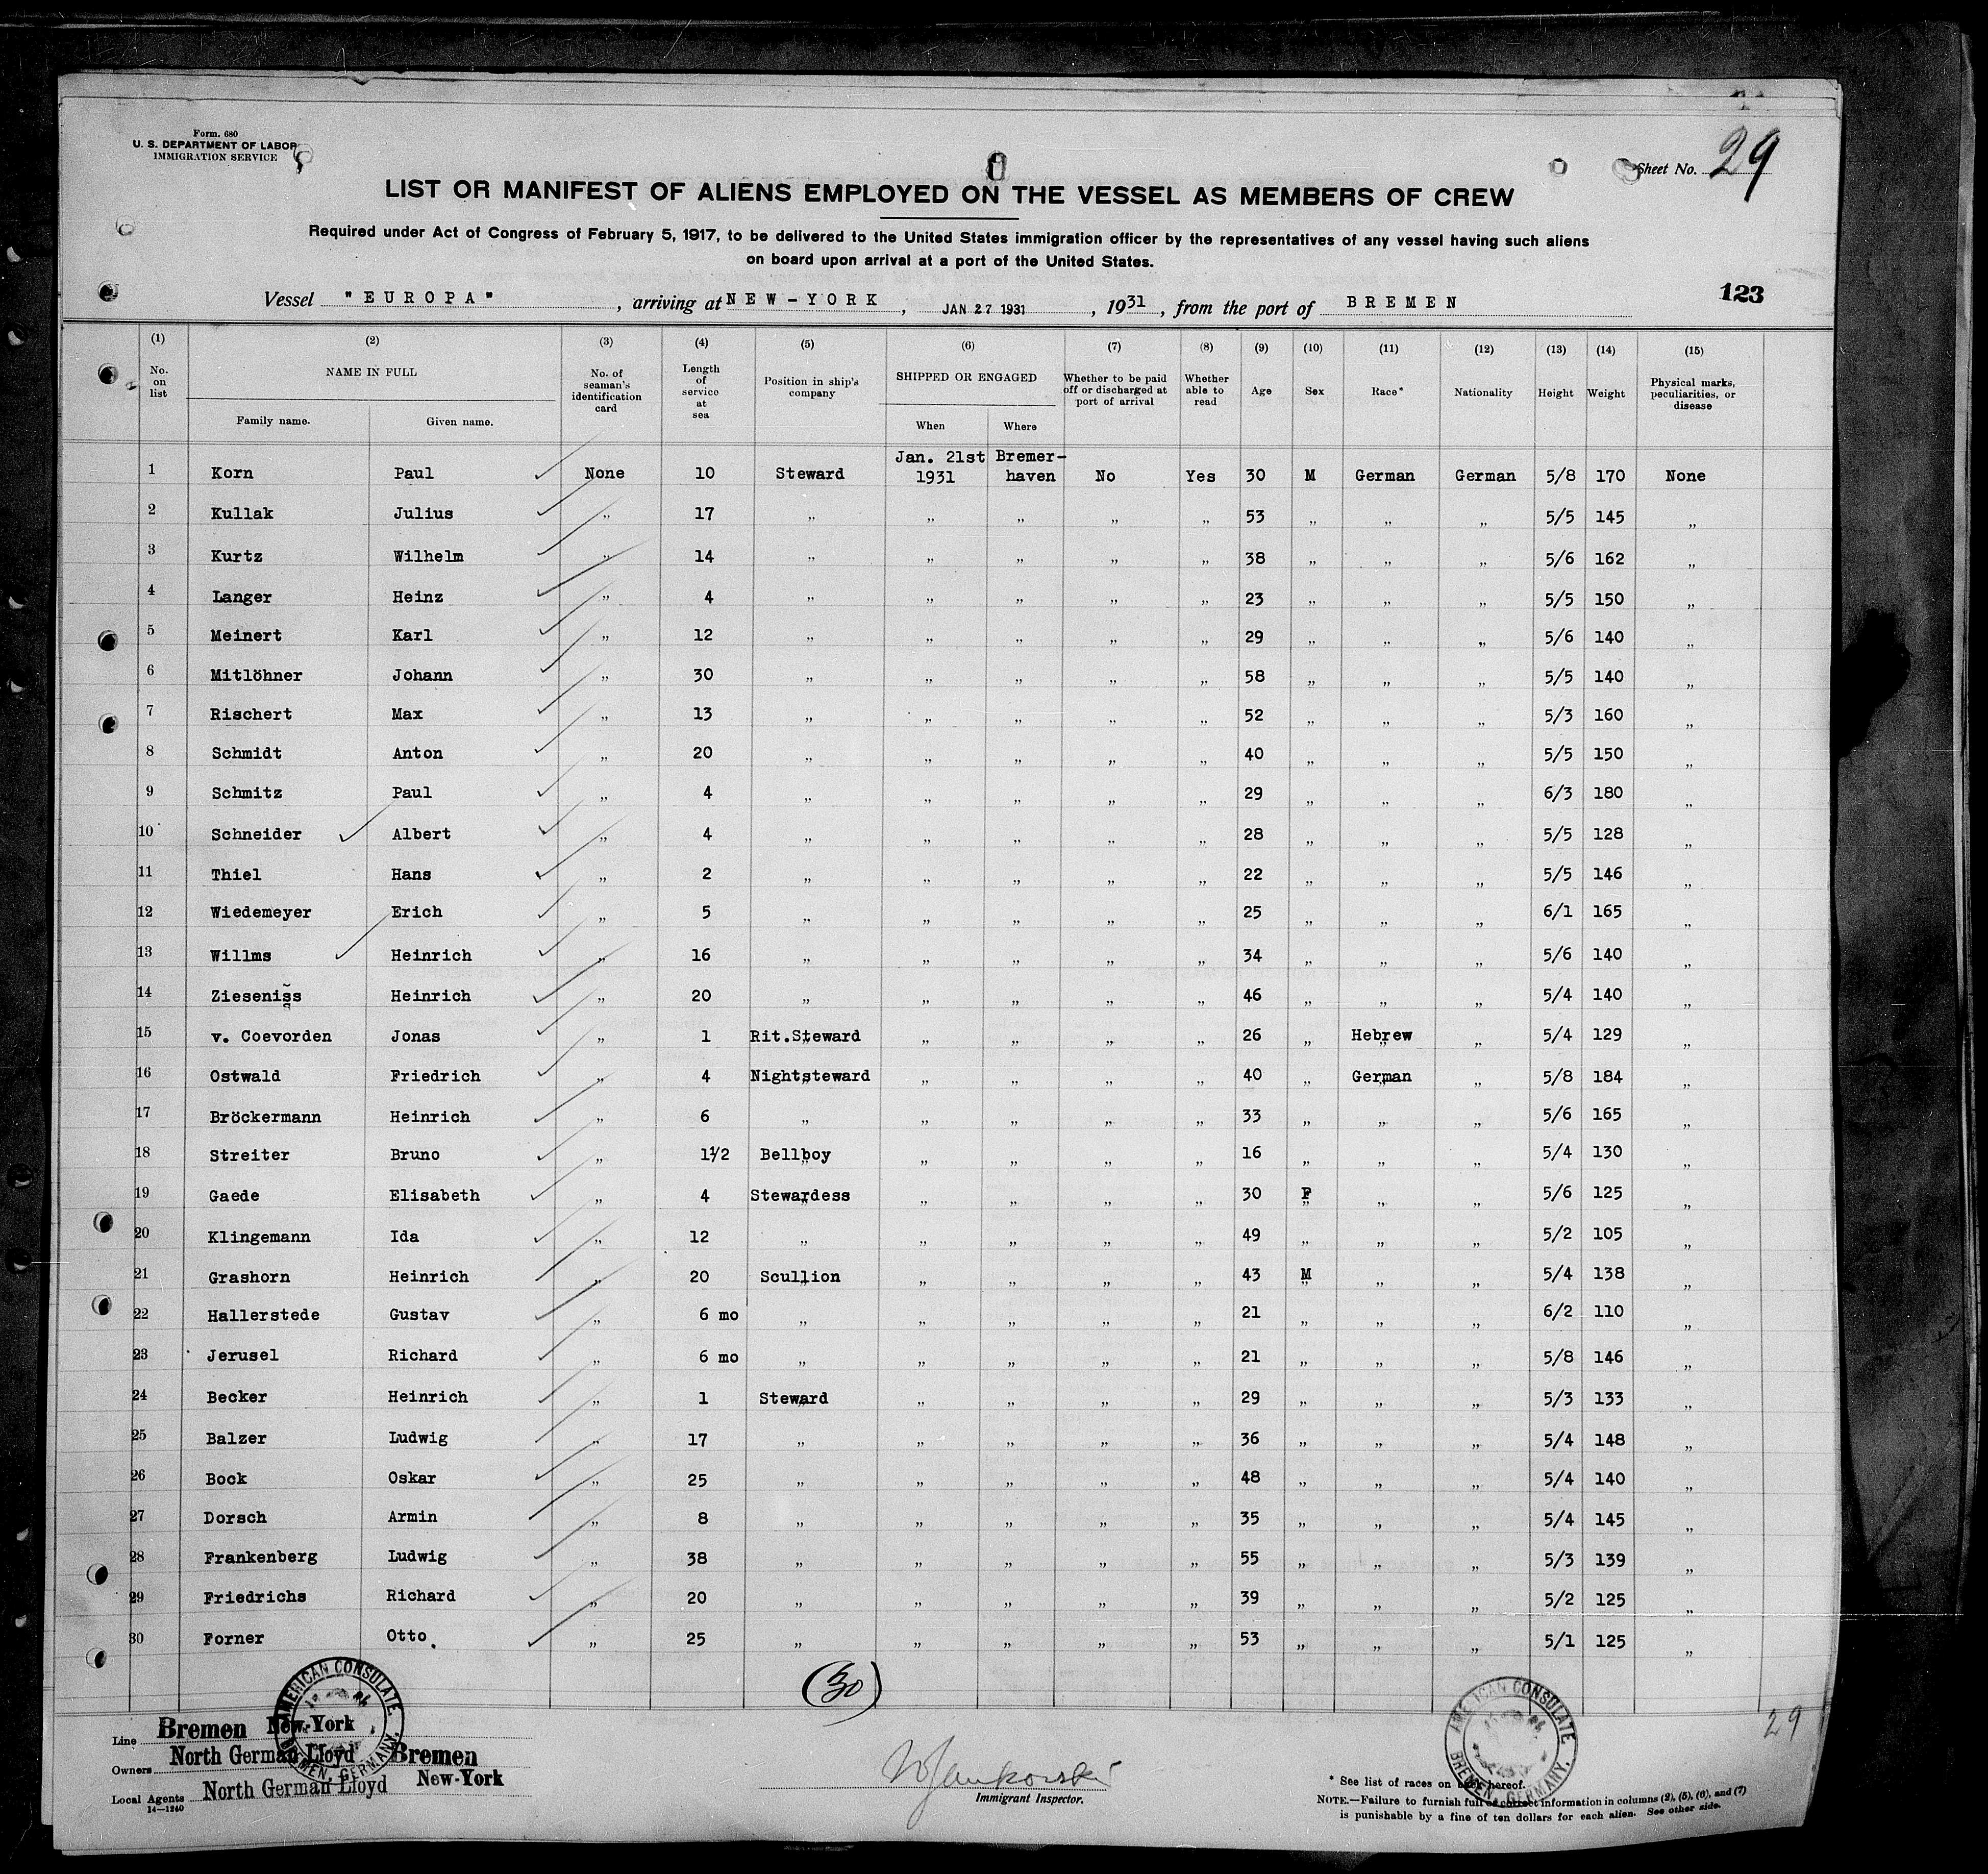 Form. 680
U. S. DEPARTMENT OF LABOR
IMMIGRATION SERVICE
Sheet No. 29
LIST OR MANIFEST OF ALIENS EMPLOYED ON THE VESSEL AS MEMBERS OF CREW
Required under Act of Congress of February 5, 1917, to be delivered to the United States immigration officer by the representatives of any vessel having such aliens
on board upon arrival at a port of the United States.
Vessel "EUROPA", arriving at NEW-YORK, JAN 27 1931, 1931, from the port of BREMEN
123
(1) (2) (3) (4) (5) (6) (7) (8) (9) (10) (11) (12) (13) (14) (15)
No. on list NAME IN FULL Family name. Given name. No. of seaman's identification card Length of service at sea Position in ship's company SHIPPED OR ENGAGED When Where Whether to be paid off or discharged at port of arrival Whether able to read Age Sex Race* Nationality Height Weight Physical marks, peculiarities, or disease
1 Korn Paul None 10 Steward Jan. 21st 1931 Bremer-haven No Yes 30 M German German 5/8 170 None
2 Kullak Julius „ 17 „ „ „ „ „ 53 „ „ „ 5/5 145 „
3 Kurtz Wilhelm „ 14 „ „ „ „ „ 38 „ „ „ 5/6 162 „
4 Langer Heinz „ 4 „ „ „ „ „ 23 „ „ „ 5/5 150 „
5 Meinert Karl „ 12 „ „ „ „ „ 29 „ „ „ 5/6 140 „
6 Mitlöhner Johann „ 30 „ „ „ „ „ 58 „ „ „ 5/5 140 „
7 Rischert Max „ 13 „ „ „ „ „ 52 „ „ „ 5/3 160 „
8 Schmidt Anton „ 20 „ „ „ „ „ 40 „ „ „ 5/5 150 „
9 Schmitz Paul „ 4 „ „ „ „ „ 29 „ „ „ 6/3 180 „
10 Schneider Albert „ 4 „ „ „ „ „ 28 „ „ „ 5/5 128 „
11 Thiel Hans „ 2 „ „ „ „ „ 22 „ „ „ 5/5 146 „
12 Wiedemeyer Erich „ 5 „ „ „ „ „ 25 „ „ „ 6/1 165 „
13 Willms Heinrich „ 16 „ „ „ „ „ 34 „ „ „ 5/6 140 „
14 Zieseniss Heinrich „ 20 „ „ „ „ „ 46 „ „ „ 5/4 140 „
15 v. Coevorden Jonas „ 1 Rit.Steward „ „ „ „ 26 „ Hebrew „ 5/4 129 „
16 Ostwald Friedrich „ 4 Nightsteward „ „ „ „ 40 „ German „ 5/8 184 „
17 Bröckermann Heinrich „ 6 „ „ „ „ „ 33 „ „ „ 5/6 165 „
18 Streiter Bruno „ 1½ Bellboy „ „ „ „ 16 „ „ „ 5/4 130 „
19 Gaede Elisabeth „ 4 Stewardess „ „ „ „ 30 F „ „ 5/6 125 „
20 Klingemann Ida „ 12 „ „ „ „ „ 49 „ „ „ 5/2 105 „
21 Grashorn Heinrich „ 20 Scullion „ „ „ „ 43 M „ „ 5/4 138 „
22 Hallerstede Gustav „ 6 mo „ „ „ „ „ 21 „ „ „ 6/2 110 „
23 Jerusel Richard „ 6 mo „ „ „ „ „ 21 „ „ „ 5/8 146 „
24 Becker Heinrich „ 1 Steward „ „ „ „ 29 „ „ „ 5/3 133 „
25 Balzer Ludwig „ 17 „ „ „ „ „ 36 „ „ „ 5/4 148 „
26 Bock Oskar „ 25 „ „ „ „ „ 48 „ „ „ 5/4 140 „
27 Dorsch Armin „ 8 „ „ „ „ „ 35 „ „ „ 5/4 145 „
28 Frankenberg Ludwig „ 38 „ „ „ „ „ 55 „ „ „ 5/3 139 „
29 Friedrichs Richard „ 20 „ „ „ „ „ 39 „ „ „ 5/2 125 „
30 Forner Otto „ 25 „ „ „ „ „ 53 „ „ „ 5/1 125 „
(30)
29
AMERICAN CONSULATE, BREMEN, GERMANY.
AMERICAN CONSULATE, BREMEN, GERMANY.
Line Bremen New-York
Owners North German Lloyd Bremen
Local Agents North German Lloyd New-York
14—1240
Immigrant Inspector.
* See list of races on back hereof.
NOTE.—Failure to furnish full or correct information in columns (2), (5), (6), and (7)
is punishable by a fine of ten dollars for each alien. See other side.